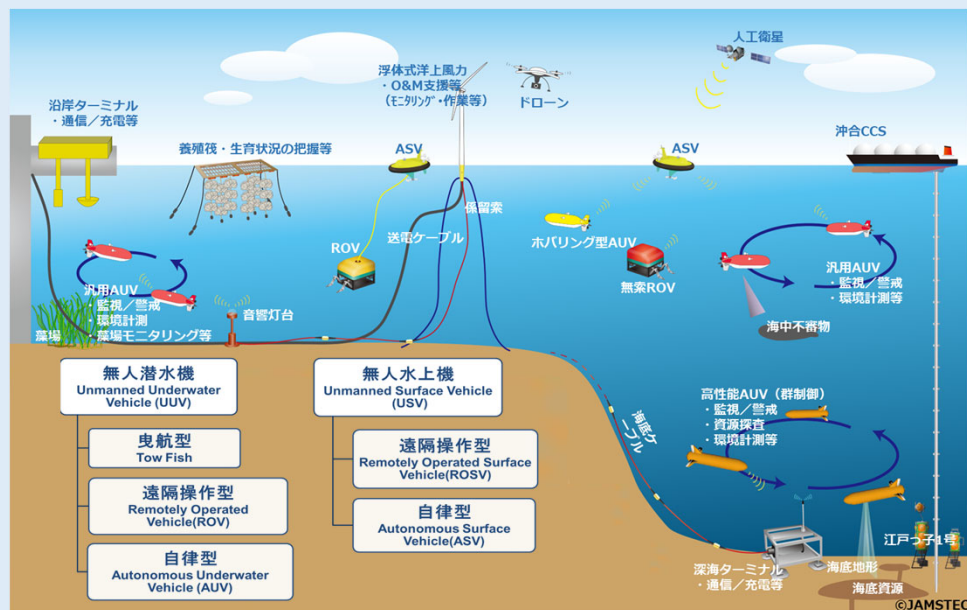 人工衛星
浮体式洋上風力
・O&M支援等
（ﾓﾆﾀﾘﾝｸﾞ・作業等）
ドローン
沿岸ターミナル
・通信／充電等
養殖筏・生育状況の把握等
ASV
ASV
沖合CCS
係留索
送電ケーブル
ROV
ホバリング型AUV
無索ROV
汎用AUV
・監視／警戒
・環境計測等
海中不審物
汎用AUV
・監視／警戒
・環境計測
・藻場モニタリング等
藻場
音響灯台
無人潜水機
Unmanned Underwater
Vehicle (UUV)
曳航型
Tow Fish
遠隔操作型
Remotely Operated
Vehicle(ROV)
自律型
Autonomous Underwater
Vehicle (AUV)
無人水上機
Unmanned Surface Vehicle
(USV)
遠隔操作型
Remotely Operated Surface
Vehicle(ROSV)
自律型
Autonomous Surface
Vehicle(ASV)
海底ケ
ーブル
高性能AUV（群制御）
・監視／警戒
・資源探査
・環境計測等
深海ターミナル
・通信／充電等
海底地形
江戸っ子1号
海底資源
©JAMSTEC